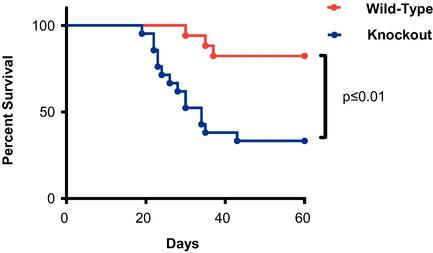 Wild-Type
Knockout
100
50
0
Percent Survival
0 20 40 60
Days
p≤0.01